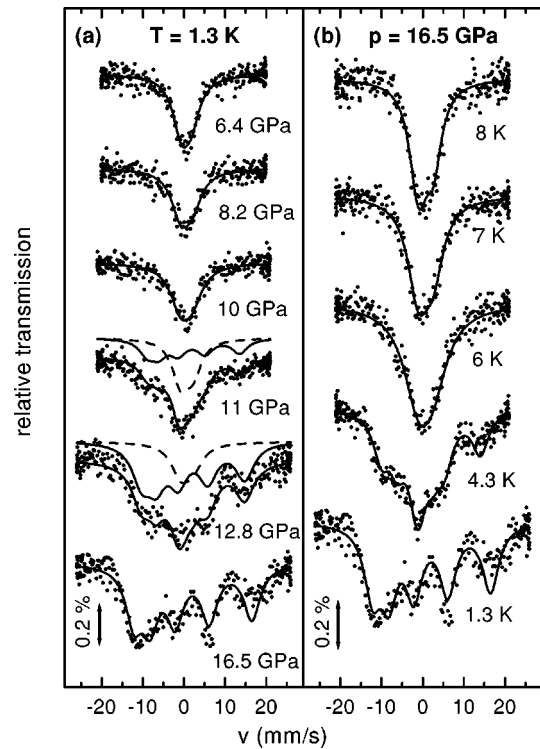 (a) T = 1.3 K
6.4 GPa
8.2 GPa
10 GPa
11 GPa
12.8 GPa
16.5 GPa
0.2 %
-20 -10 0 10 20
v (mm/s)
(b) p = 16.5 GPa
8 K
7 K
6 K
4.3 K
1.3 K
0.2 %
-20 -10 0 10 20
v (mm/s)
relative transmission